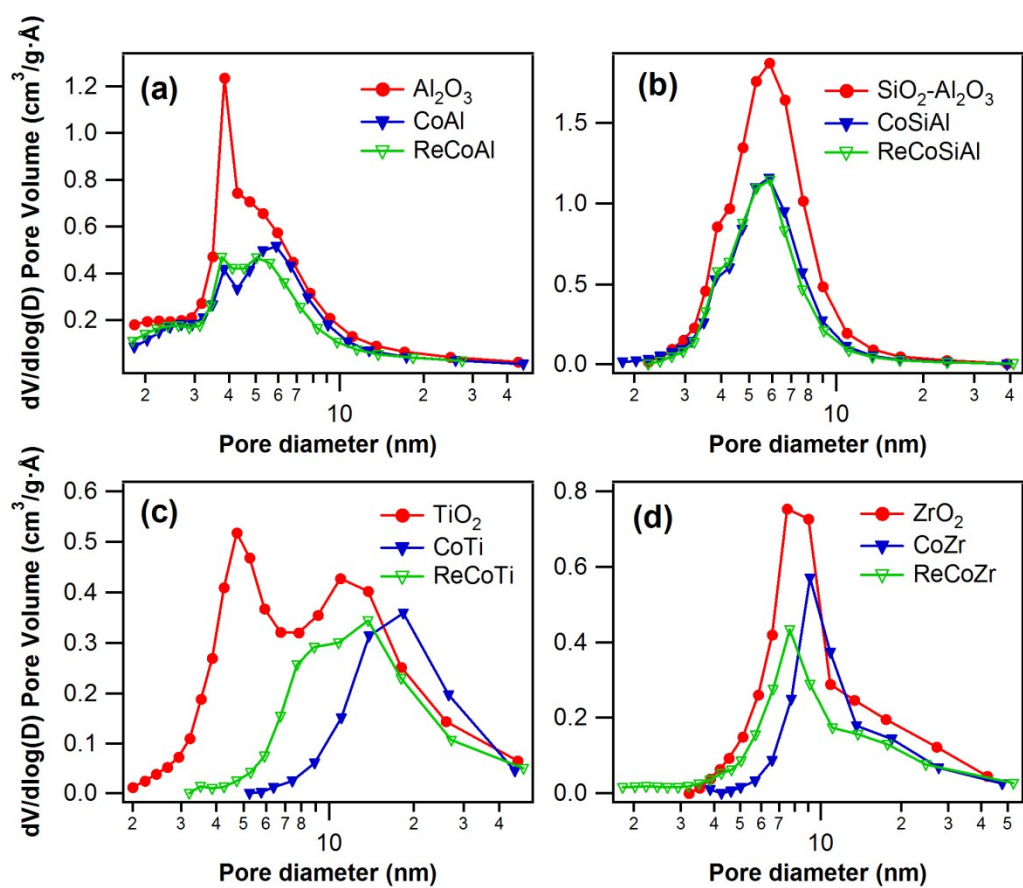 dV/dlog(D) Pore Volume (cm³/g·Å)
(a)
Al₂O₃
CoAl
ReCoAl
1.2
1.0
0.8
0.6
0.4
0.2
2 3 4 5 6 7 10 2 3 4
Pore diameter (nm)
(b)
SiO₂-Al₂O₃
CoSiAl
ReCoSiAl
1.5
1.0
0.5
0.0
2 3 4 5 6 7 8 10 2 3 4
Pore diameter (nm)
dV/dlog(D) Pore Volume (cm³/g·Å)
(c)
TiO₂
CoTi
ReCoTi
0.6
0.5
0.4
0.3
0.2
0.1
0.0
2 3 4 5 6 7 8 10 2 3 4
Pore diameter (nm)
(d)
ZrO₂
CoZr
ReCoZr
0.8
0.6
0.4
0.2
0.0
2 3 4 5 6 7 10 2 3 4 5
Pore diameter (nm)